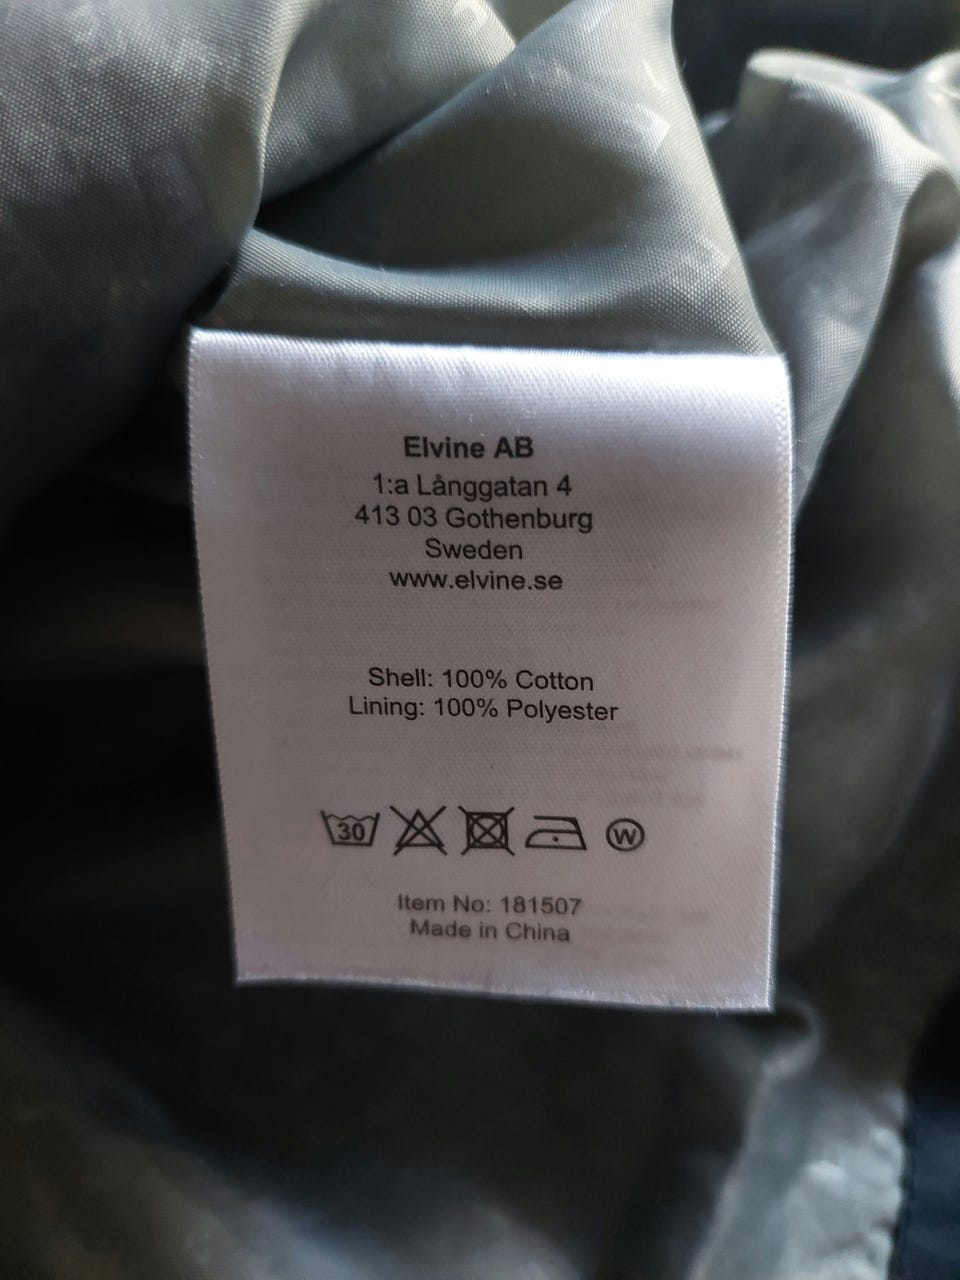 Elvine AB
1:a Långgatan 4
413 03 Gothenburg
Sweden
www.elvine.se
Shell: 100% Cotton
Lining: 100% Polyester
30 W
Item No: 181507
Made in China